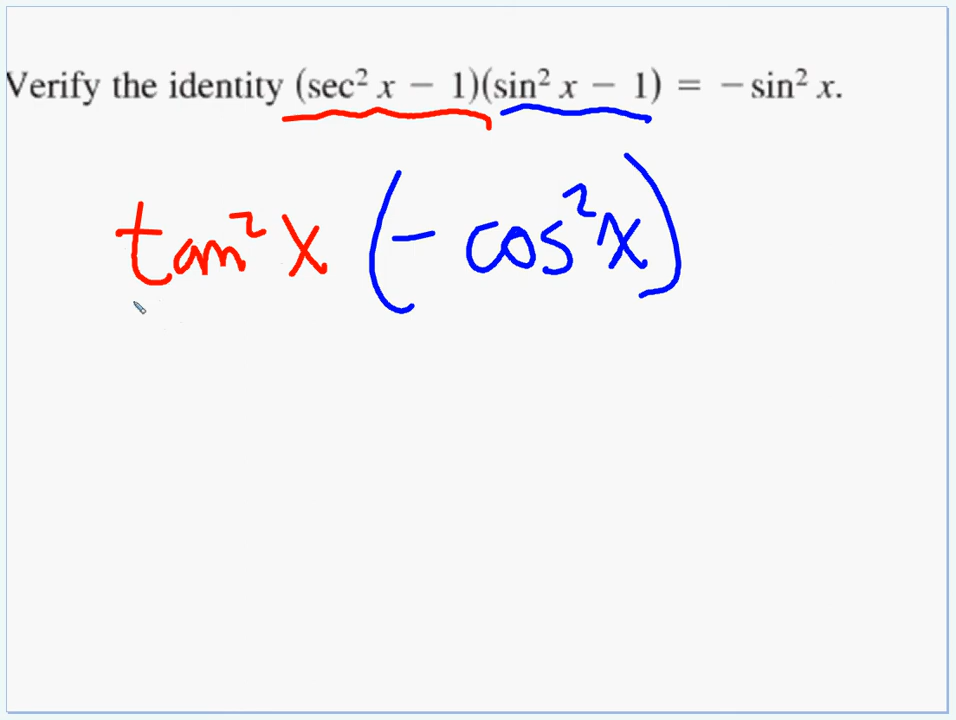 Verify the identity (sec² x − 1)(sin² x − 1) = − sin² x.
tan² x (− cos² x)